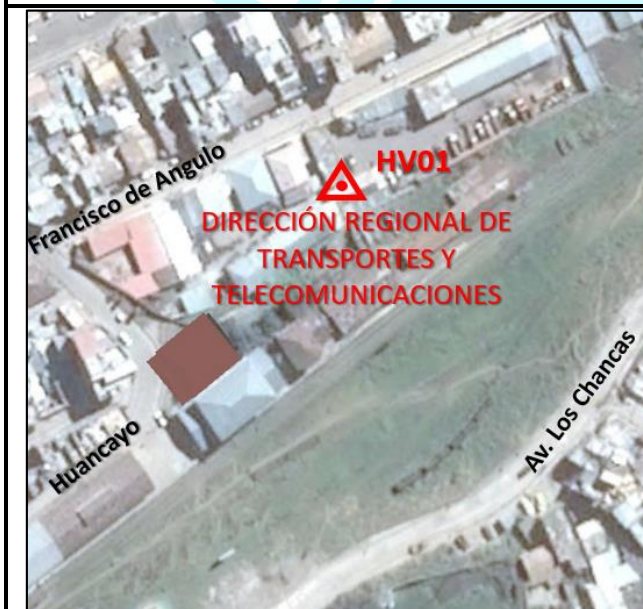 HV01
Francisco de Angulo
DIRECCIÓN REGIONAL DE
TRANSPORTES Y
TELECOMUNICACIONES
Av. Los Chancas
Huancayo